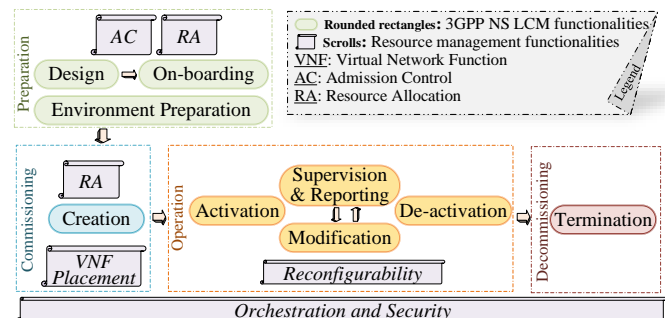 Preparation
AC
RA
Design
On-boarding
Environment Preparation
Rounded rectangles: 3GPP NS LCM functionalities
Scrolls: Resource management functionalities
VNF: Virtual Network Function
AC: Admission Control
RA: Resource Allocation
Legend
Commissioning
RA
Creation
VNF
Placement
Operation
Activation
Supervision
& Reporting
Modification
De-activation
Reconfigurability
Decommissioning
Termination
Orchestration and Security